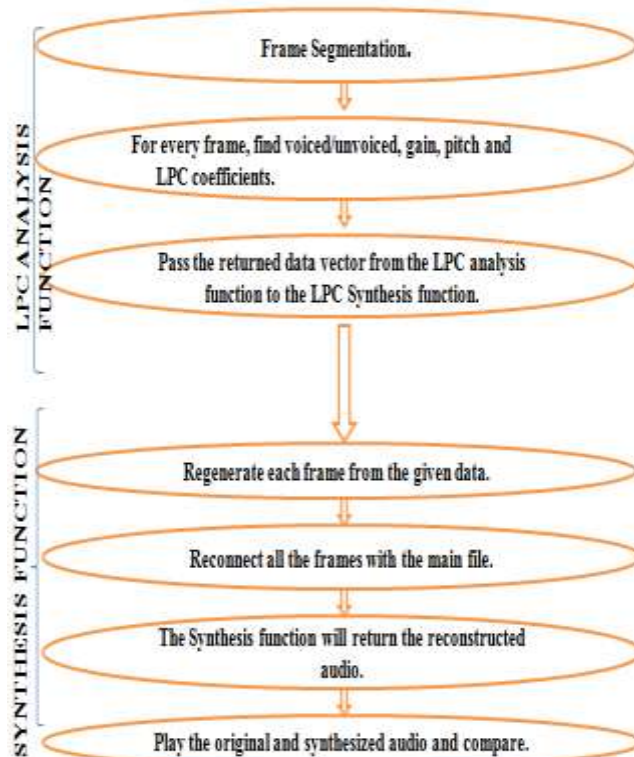 LPC ANALYSIS
FUNCTION
Frame Segmentation.
For every frame, find voiced/unvoiced, gain, pitch and
LPC coefficients.
Pass the returned data vector from the LPC analysis
function to the LPC Synthesis function.
SYNTHESIS FUNCTION
Regenerate each frame from the given data.
Reconnect all the frames with the main file.
The Synthesis function will return the reconstructed
audio.
Play the original and synthesized audio and compare.